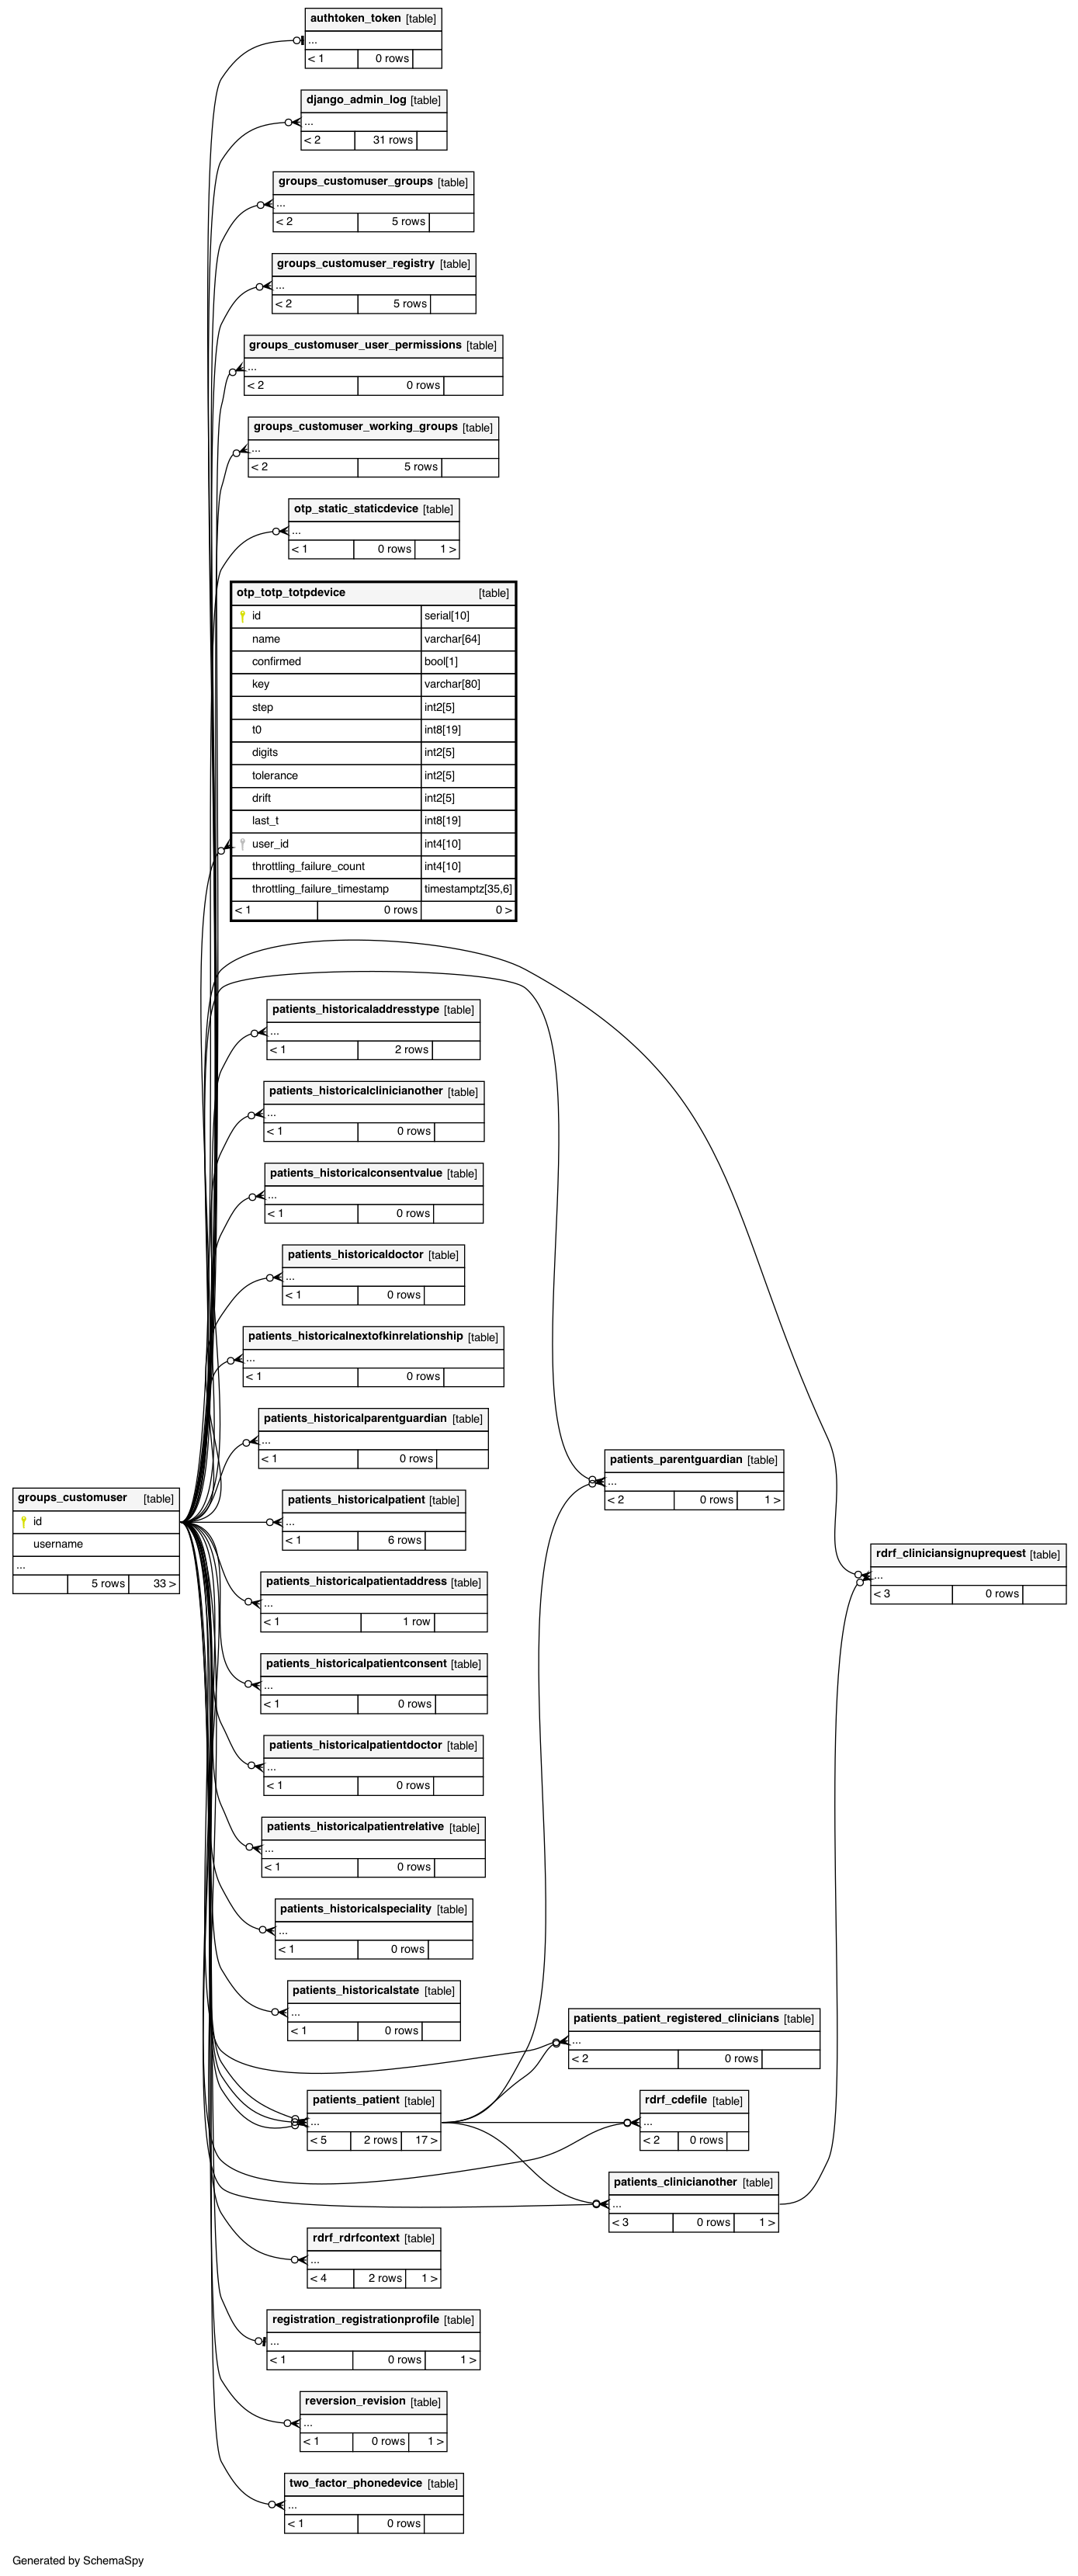 authtoken_token [table]
...
< 1 0 rows
django_admin_log [table]
...
< 2 31 rows
groups_customuser_groups [table]
...
< 2 5 rows
groups_customuser_registry [table]
...
< 2 5 rows
groups_customuser_user_permissions [table]
...
< 2 0 rows
groups_customuser_working_groups [table]
...
< 2 5 rows
otp_static_staticdevice [table]
...
< 1 0 rows 1 >
otp_totp_totpdevice [table]
id serial[10]
name varchar[64]
confirmed bool[1]
key varchar[80]
step int2[5]
t0 int8[19]
digits int2[5]
tolerance int2[5]
drift int2[5]
last_t int8[19]
user_id int4[10]
throttling_failure_count int4[10]
throttling_failure_timestamp timestamptz[35,6]
< 1 0 rows 0 >
patients_historicaladdresstype [table]
...
< 1 2 rows
patients_historicalclinicianother [table]
...
< 1 0 rows
patients_historicalconsentvalue [table]
...
< 1 0 rows
patients_historicaldoctor [table]
...
< 1 0 rows
patients_historicalnextofkinrelationship [table]
...
< 1 0 rows
patients_historicalparentguardian [table]
...
< 1 0 rows
patients_parentguardian [table]
...
< 2 0 rows 1 >
groups_customuser [table]
id
username
...
5 rows 33 >
patients_historicalpatient [table]
...
< 1 6 rows
rdrf_cliniciansignuprequest [table]
...
< 3 0 rows
patients_historicalpatientaddress [table]
...
< 1 1 row
patients_historicalpatientconsent [table]
...
< 1 0 rows
patients_historicalpatientdoctor [table]
...
< 1 0 rows
patients_historicalpatientrelative [table]
...
< 1 0 rows
patients_historicalspeciality [table]
...
< 1 0 rows
patients_historicalstate [table]
...
< 1 0 rows
patients_patient_registered_clinicians [table]
...
< 2 0 rows
patients_patient [table]
...
< 5 2 rows 17 >
rdrf_cdefile [table]
...
< 2 0 rows
patients_clinicianother [table]
...
< 3 0 rows 1 >
rdrf_rdrfcontext [table]
...
< 4 2 rows 1 >
registration_registrationprofile [table]
...
< 1 0 rows 1 >
reversion_revision [table]
...
< 1 0 rows 1 >
two_factor_phonedevice [table]
...
< 1 0 rows
Generated by SchemaSpy